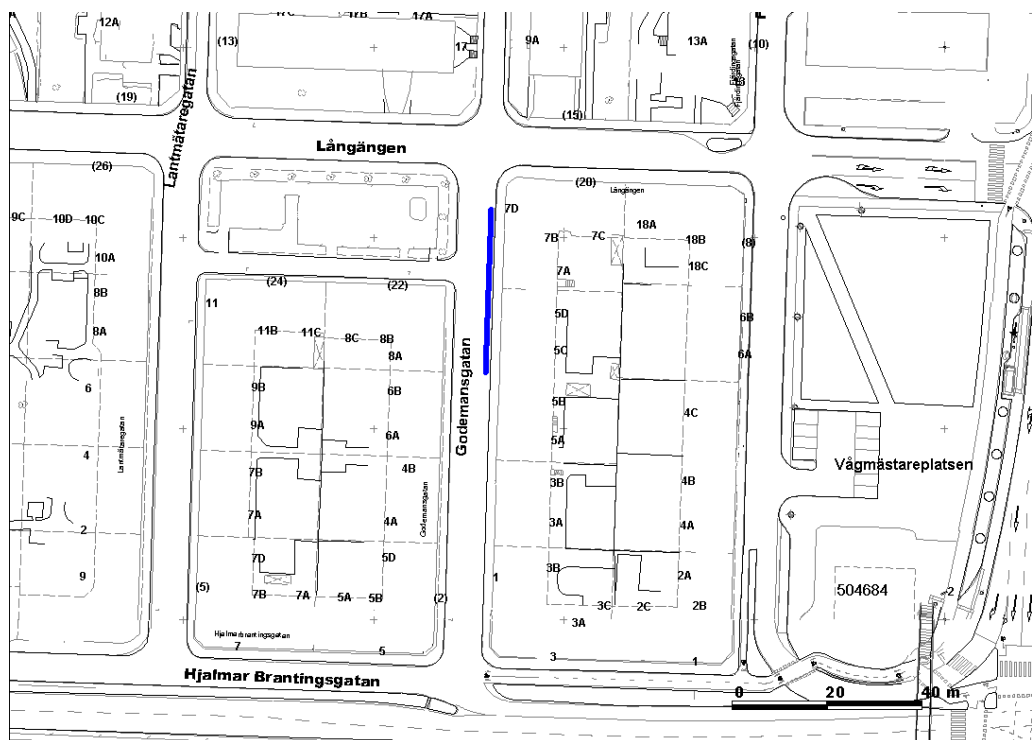 12A
17C
17B
17A
(13)
17
9A
13A
(10)
Fjärdingsgatan
Fjärdingsgatan
(19)
(15)
Lantmätaregatan
Långängen
(26)
(20)
Långängen
9C
10D
10C
7D
7B
7C
18A
18B
(8)
10A
7A
18C
8B
(24)
(22)
11
5D
6B
8A
11B
11C
8C
8B
8A
5C
6A
Godemansgatan
6
9B
6B
5B
4C
9A
6A
5A
Lantmätaregatan
4
7B
4B
3B
4B
Vågmästareplatsen
7A
4A
3A
4A
Godemansgatan
2
7D
5D
3B
9
1
2A
504684
2
(5)
7B
7A
5A
5B
(2)
3C
2C
2B
3A
Hjalmarbrantingsgatan
7
5
3
1
Hjalmar Brantingsgatan
0
20
40 m